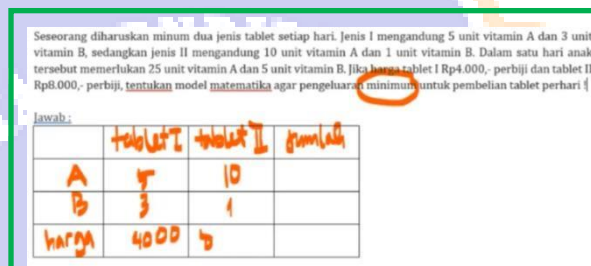 Seseorang diharuskan minum dua jenis tablet setiap hari. Jenis I mengandung 5 unit vitamin A dan 3 unit
vitamin B, sedangkan jenis II mengandung 10 unit vitamin A dan 1 unit vitamin B. Dalam satu hari anak
tersebut memerlukan 25 unit vitamin A dan 5 unit vitamin B. Jika harga tablet I Rp4.000,- perbiji dan tablet II
Rp8.000,- perbiji, tentukan model matematika agar pengeluaran minimum untuk pembelian tablet perhari !
Jawab :
tablet I tablet II jumlah
A 5 10
B 3 1
harga 4000